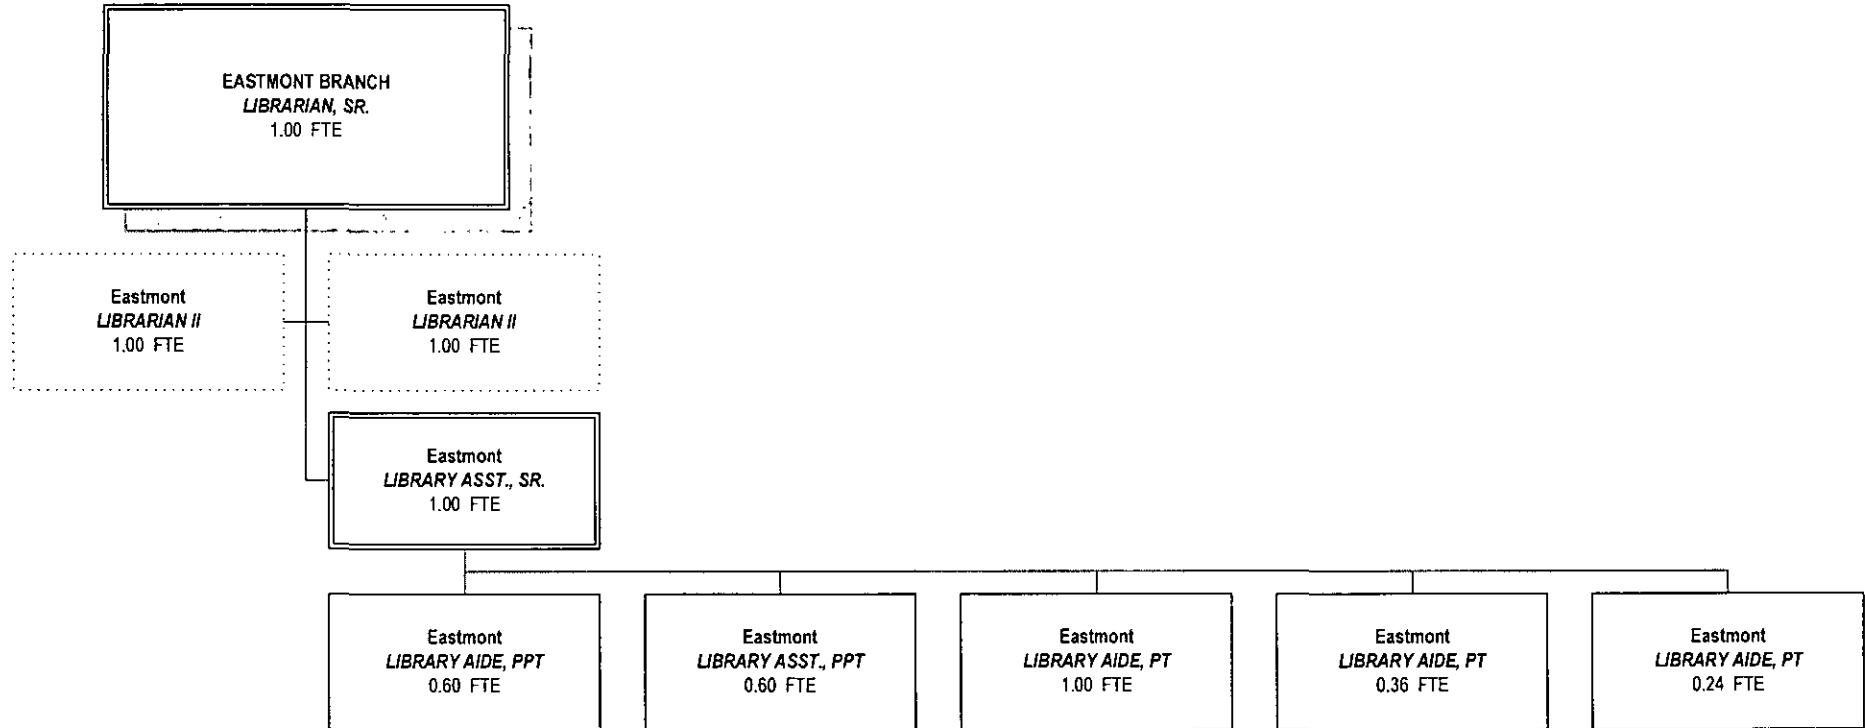 EASTMONT BRANCH
LIBRARIAN, SR.
1.00 FTE
Eastmont
LIBRARIAN II
1.00 FTE
Eastmont
LIBRARIAN II
1.00 FTE
Eastmont
LIBRARY ASST., SR.
1.00 FTE
Eastmont
LIBRARY AIDE, PPT
0.60 FTE
Eastmont
LIBRARY ASST., PPT
0.60 FTE
Eastmont
LIBRARY AIDE, PT
1.00 FTE
Eastmont
LIBRARY AIDE, PT
0.36 FTE
Eastmont
LIBRARY AIDE, PT
0.24 FTE